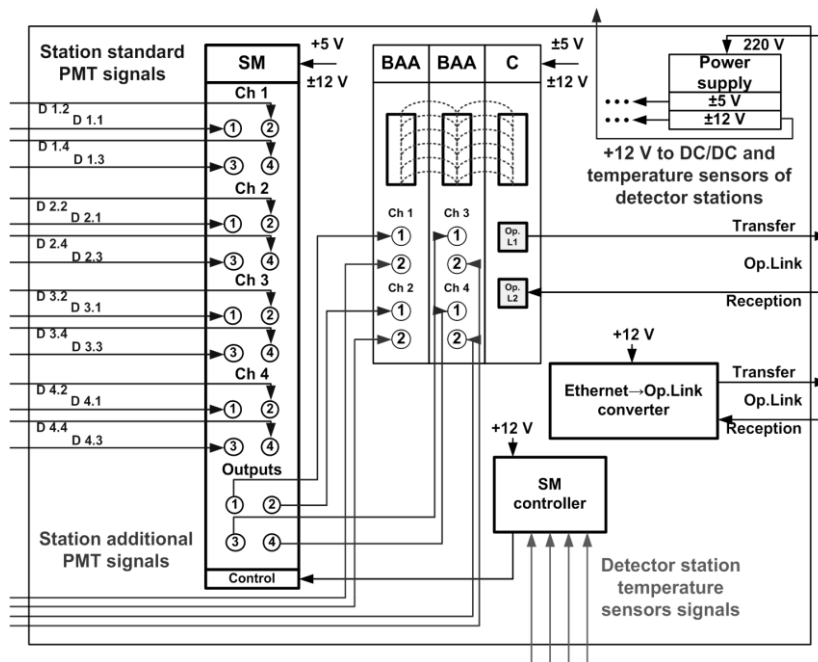 Station standard
PMT signals
SM
+5 V
±12 V
BAA
BAA
C
±5 V
±12 V
220 V
Power
supply
±5 V
±12 V
+12 V to DC/DC and
temperature sensors of
detector stations
Ch 1
D 1.2
D 1.1
1
2
D 1.4
D 1.3
3
4
Ch 2
D 2.2
D 2.1
1
2
D 2.4
D 2.3
3
4
Ch 3
D 3.2
D 3.1
1
2
D 3.4
D 3.3
3
4
Ch 4
D 4.2
D 4.1
1
2
D 4.4
D 4.3
3
4
Outputs
1
2
3
4
Control
Station additional
PMT signals
Ch 1
1
2
Ch 2
1
2
Ch 3
1
2
Ch 4
1
2
Op.
L1
Op.
L2
Transfer
Op.Link
Reception
+12 V
Ethernet→Op.Link
converter
Transfer
Op.Link
Reception
+12 V
SM
controller
Detector station
temperature
sensors signals